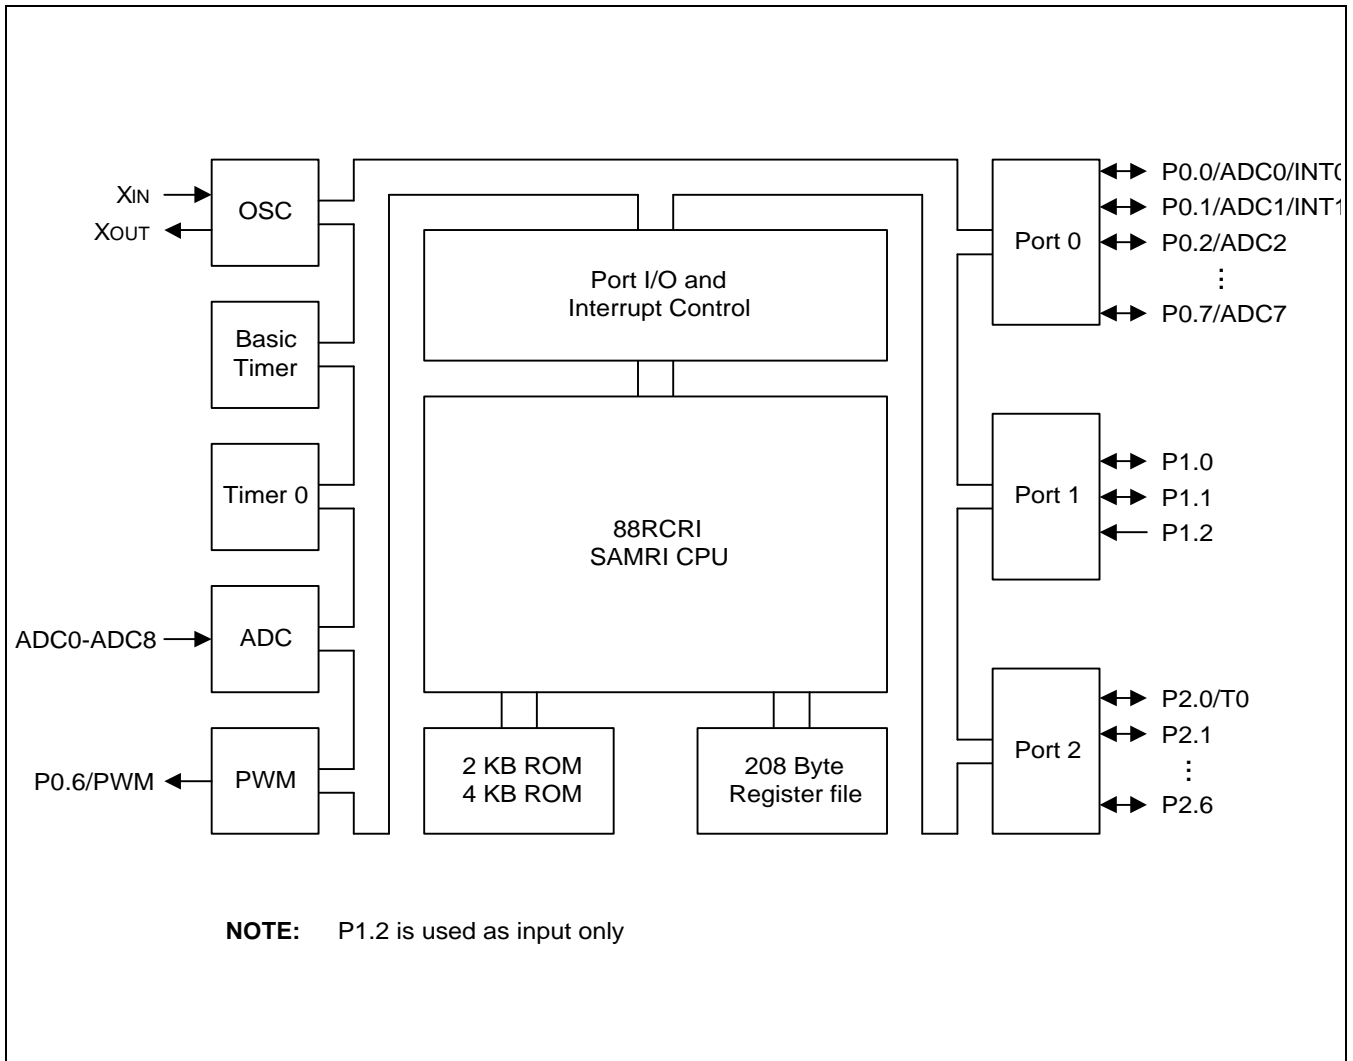 XIN
XOUT
OSC
Basic
Timer
Timer 0
ADC0-ADC8
ADC
P0.6/PWM
PWM
Port I/O and
Interrupt Control
88RCRI
SAMRI CPU
2 KB ROM
4 KB ROM
208 Byte
Register file
Port 0
P0.0/ADC0/INT0
P0.1/ADC1/INT1
P0.2/ADC2
⋮
P0.7/ADC7
Port 1
P1.0
P1.1
P1.2
Port 2
P2.0/T0
P2.1
⋮
P2.6
NOTE: P1.2 is used as input only